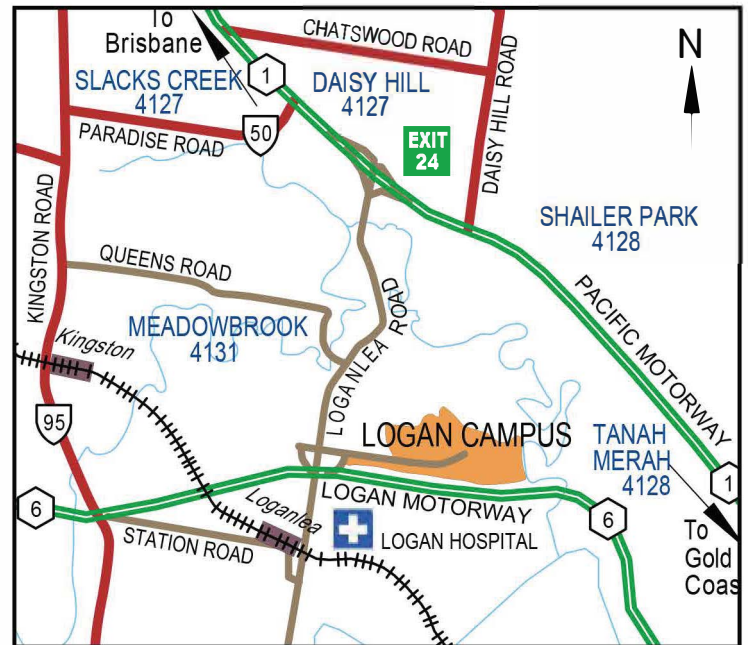 To
Brisbane
CHATSWOOD ROAD
N
1
SLACKS CREEK
4127
DAISY HILL
4127
DAISY HILL ROAD
50
PARADISE ROAD
EXIT
24
SHAILER PARK
4128
KINGSTON ROAD
QUEENS ROAD
PACIFIC MOTORWAY
LOGANLEA ROAD
MEADOWBROOK
4131
Kingston
95
LOGAN CAMPUS
TANAH
MERAH
4128
1
6
Loganlea
LOGAN MOTORWAY
6
STATION ROAD
LOGAN HOSPITAL
To
Gold
Coas